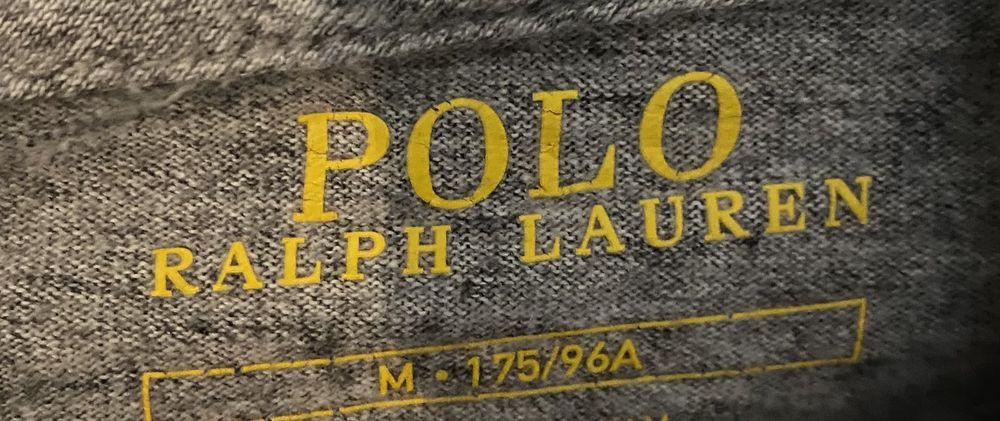 POLO
RALPH LAUREN
M • 175/96A